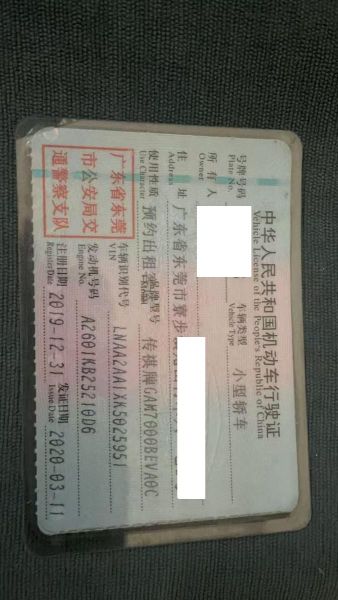 中华人民共和国机动车行驶证
Vehicle License of the People's Republic of China
号牌号码
Plate No.
车辆类型 小型轿车
Vehicle Type
所有人
Owner
住址 广东省东莞市寮步
Address
使用性质 预约出租
Use Character
品牌型号 传祺牌GAM7000BEVA0C
车辆识别代号 LNAA2AA1XK5025951
VIN
发动机号码 A26B1KB25210D6
Engine No.
注册日期 2019-12-31
Register Date
发证日期 2020-03-11
Issue Date
广东省东莞
市公安局交
通警察支队